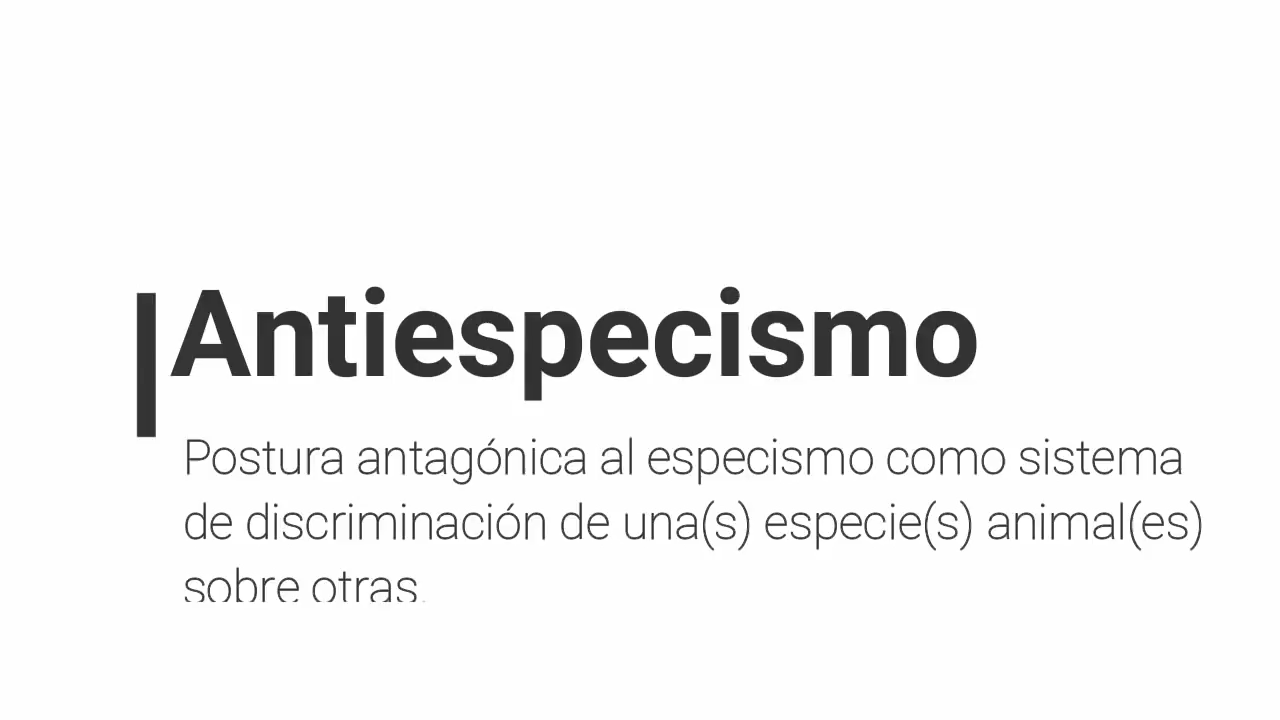 Antiespecismo
Postura antagónica al especismo como sistema
de discriminación de una(s) especie(s) animal(es)
sobre otras.